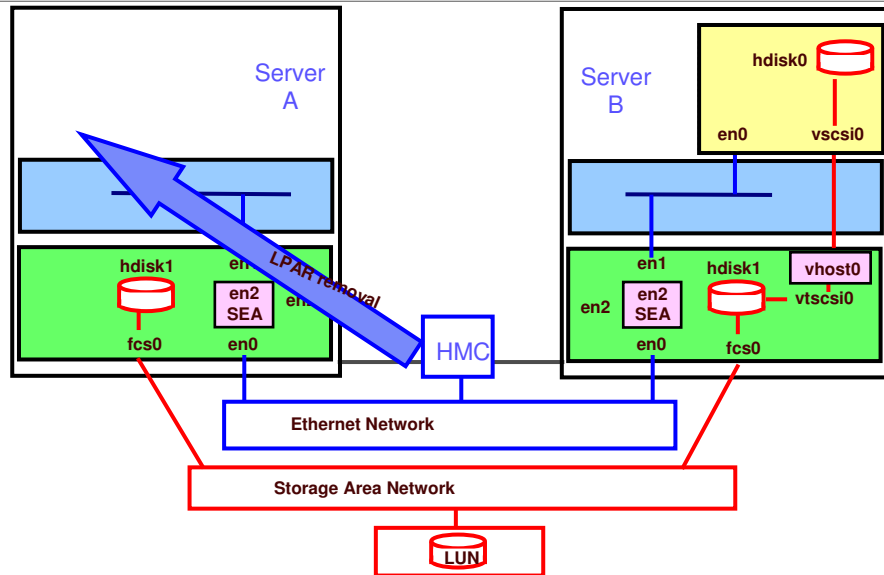 Server
A
LPAR removal
hdisk1
en2
SEA
fcs0
en0
Server
B
hdisk0
en0
vscsi0
en1
hdisk1
vhost0
vtscsi0
en2
en2
SEA
en0
fcs0
HMC
Ethernet Network
Storage Area Network
LUN